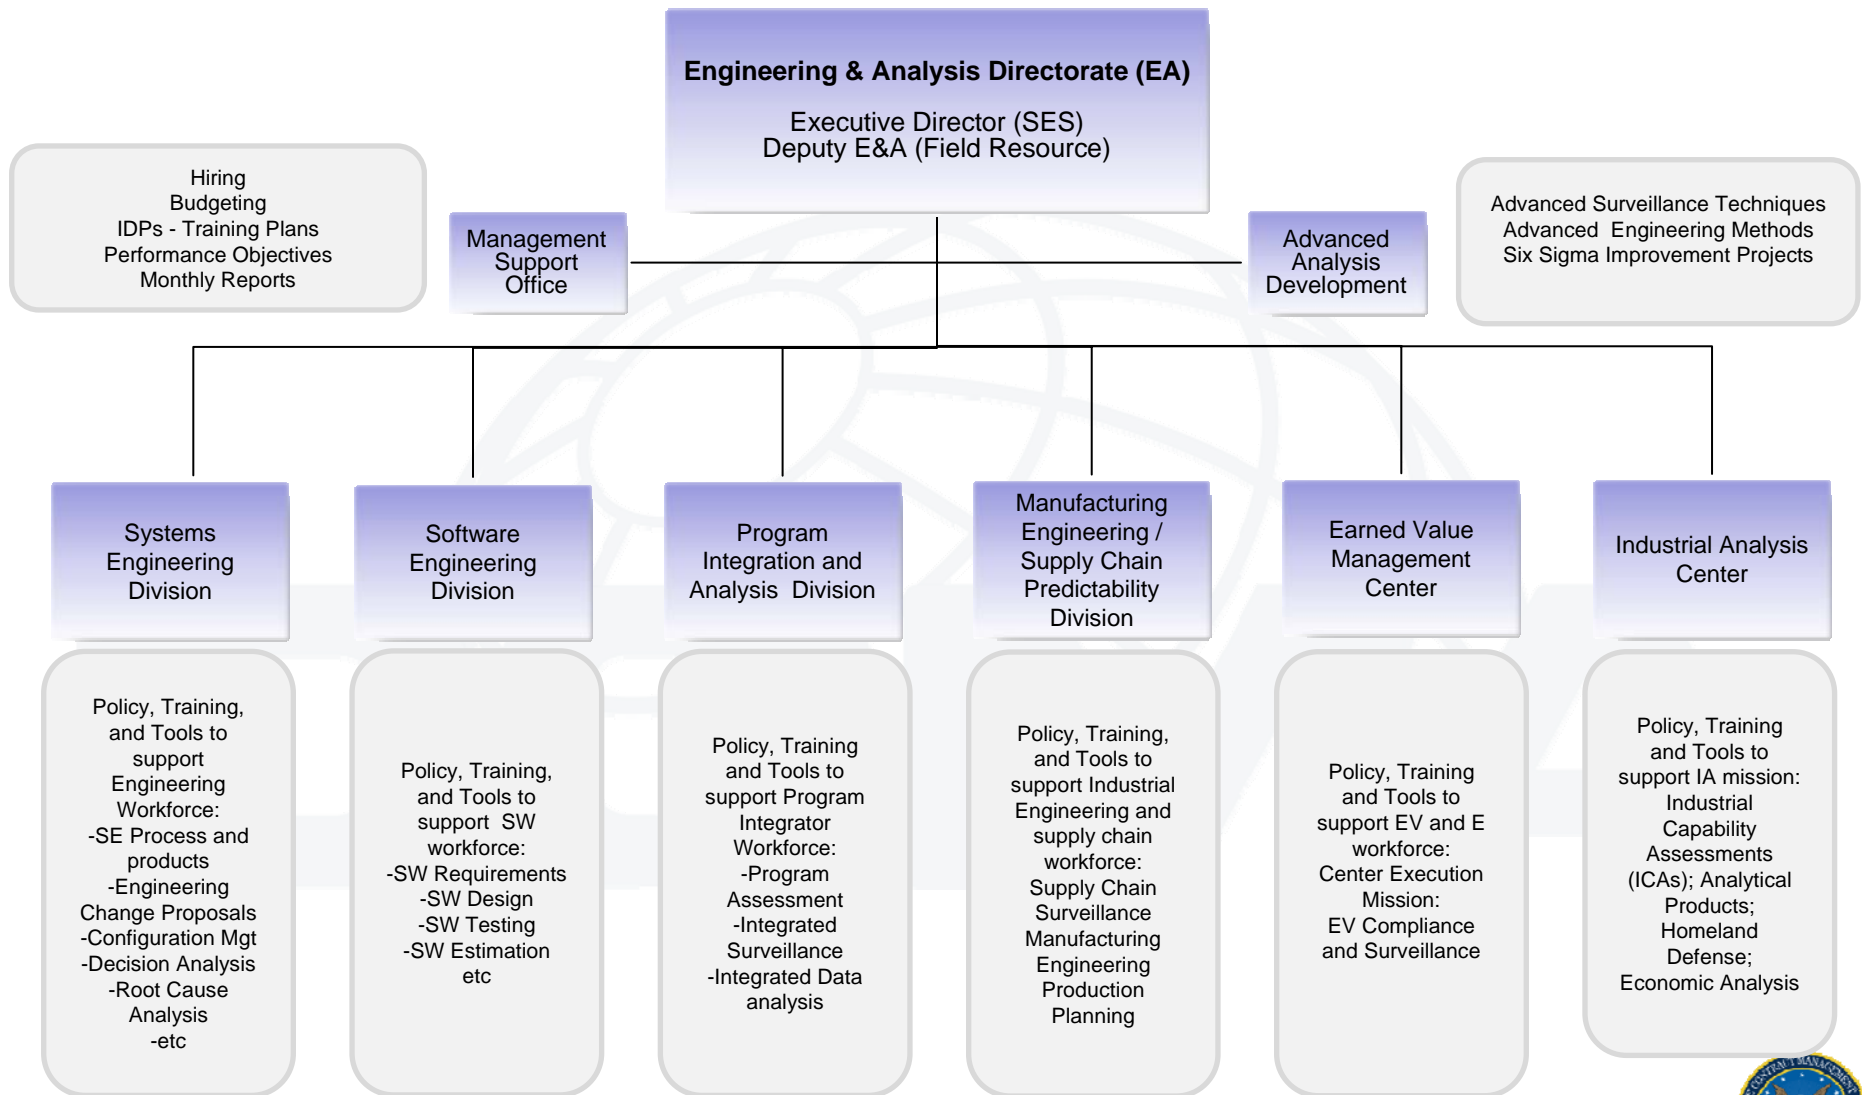 Engineering & Analysis Directorate (EA)
Executive Director (SES)
Deputy E&A (Field Resource)
Hiring
Budgeting
IDPs - Training Plans
Performance Objectives
Monthly Reports
Management
Support
Office
Advanced
Analysis
Development
Advanced Surveillance Techniques
Advanced  Engineering Methods
Six Sigma Improvement Projects
Systems
Engineering
Division
Software
Engineering
Division
Program
Integration and
Analysis  Division
Manufacturing
Engineering /
Supply Chain
Predictability
Division
Earned Value
Management
Center
Industrial Analysis
Center
Policy, Training,
and Tools to
support
Engineering
Workforce:
-SE Process and
products
-Engineering
Change Proposals
-Configuration Mgt
-Decision Analysis
-Root Cause
Analysis
-etc
Policy, Training,
and Tools to
support  SW
workforce:
-SW Requirements
-SW Design
-SW Testing
-SW Estimation
etc
Policy, Training
and Tools to
support Program
Integrator
Workforce:
-Program
Assessment
-Integrated
Surveillance
-Integrated Data
analysis
Policy, Training,
and Tools to
support Industrial
Engineering and
supply chain
workforce:
Supply Chain
Surveillance
Manufacturing
Engineering
Production
Planning
Policy, Training
and Tools to
support EV and E
workforce:
Center Execution
Mission:
EV Compliance
and Surveillance
Policy, Training
and Tools to
support IA mission:
Industrial
Capability
Assessments
(ICAs); Analytical
Products;
Homeland
Defense;
Economic Analysis
CONTRACT MANAGEMENT